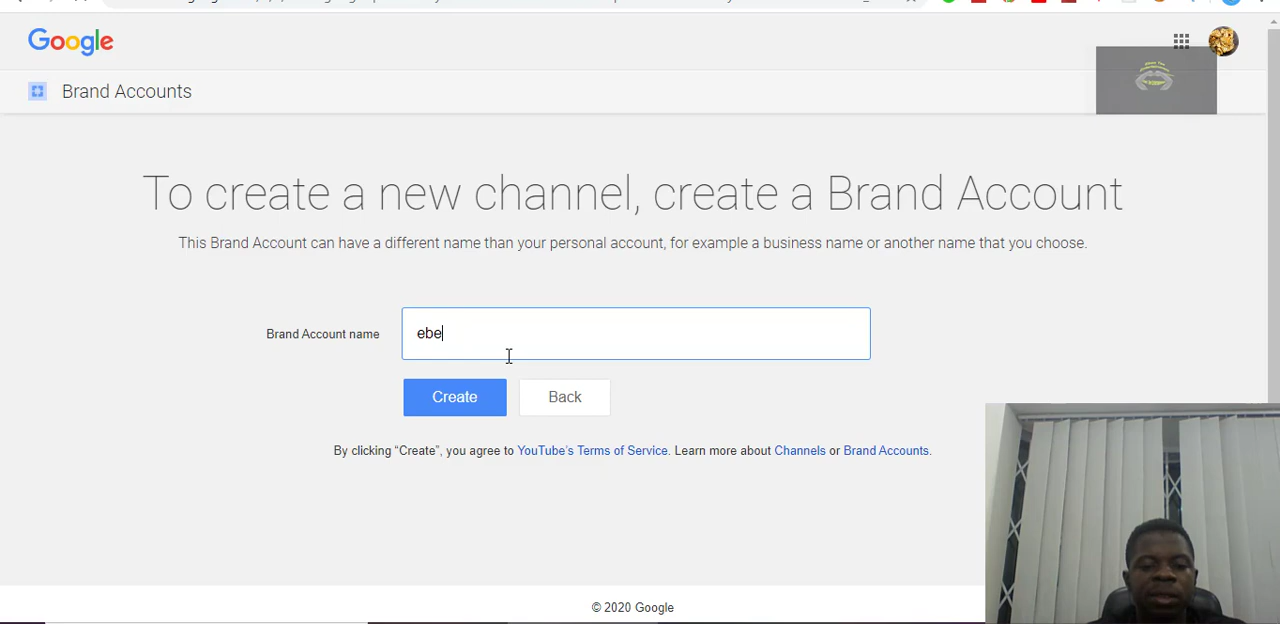 Google
Brand Accounts
To create a new channel, create a Brand Account
This Brand Account can have a different name than your personal account, for example a business name or another name that you choose.
Brand Account name
ebe
Create
Back
By clicking “Create”, you agree to YouTube's Terms of Service. Learn more about Channels or Brand Accounts.
© 2020 Google